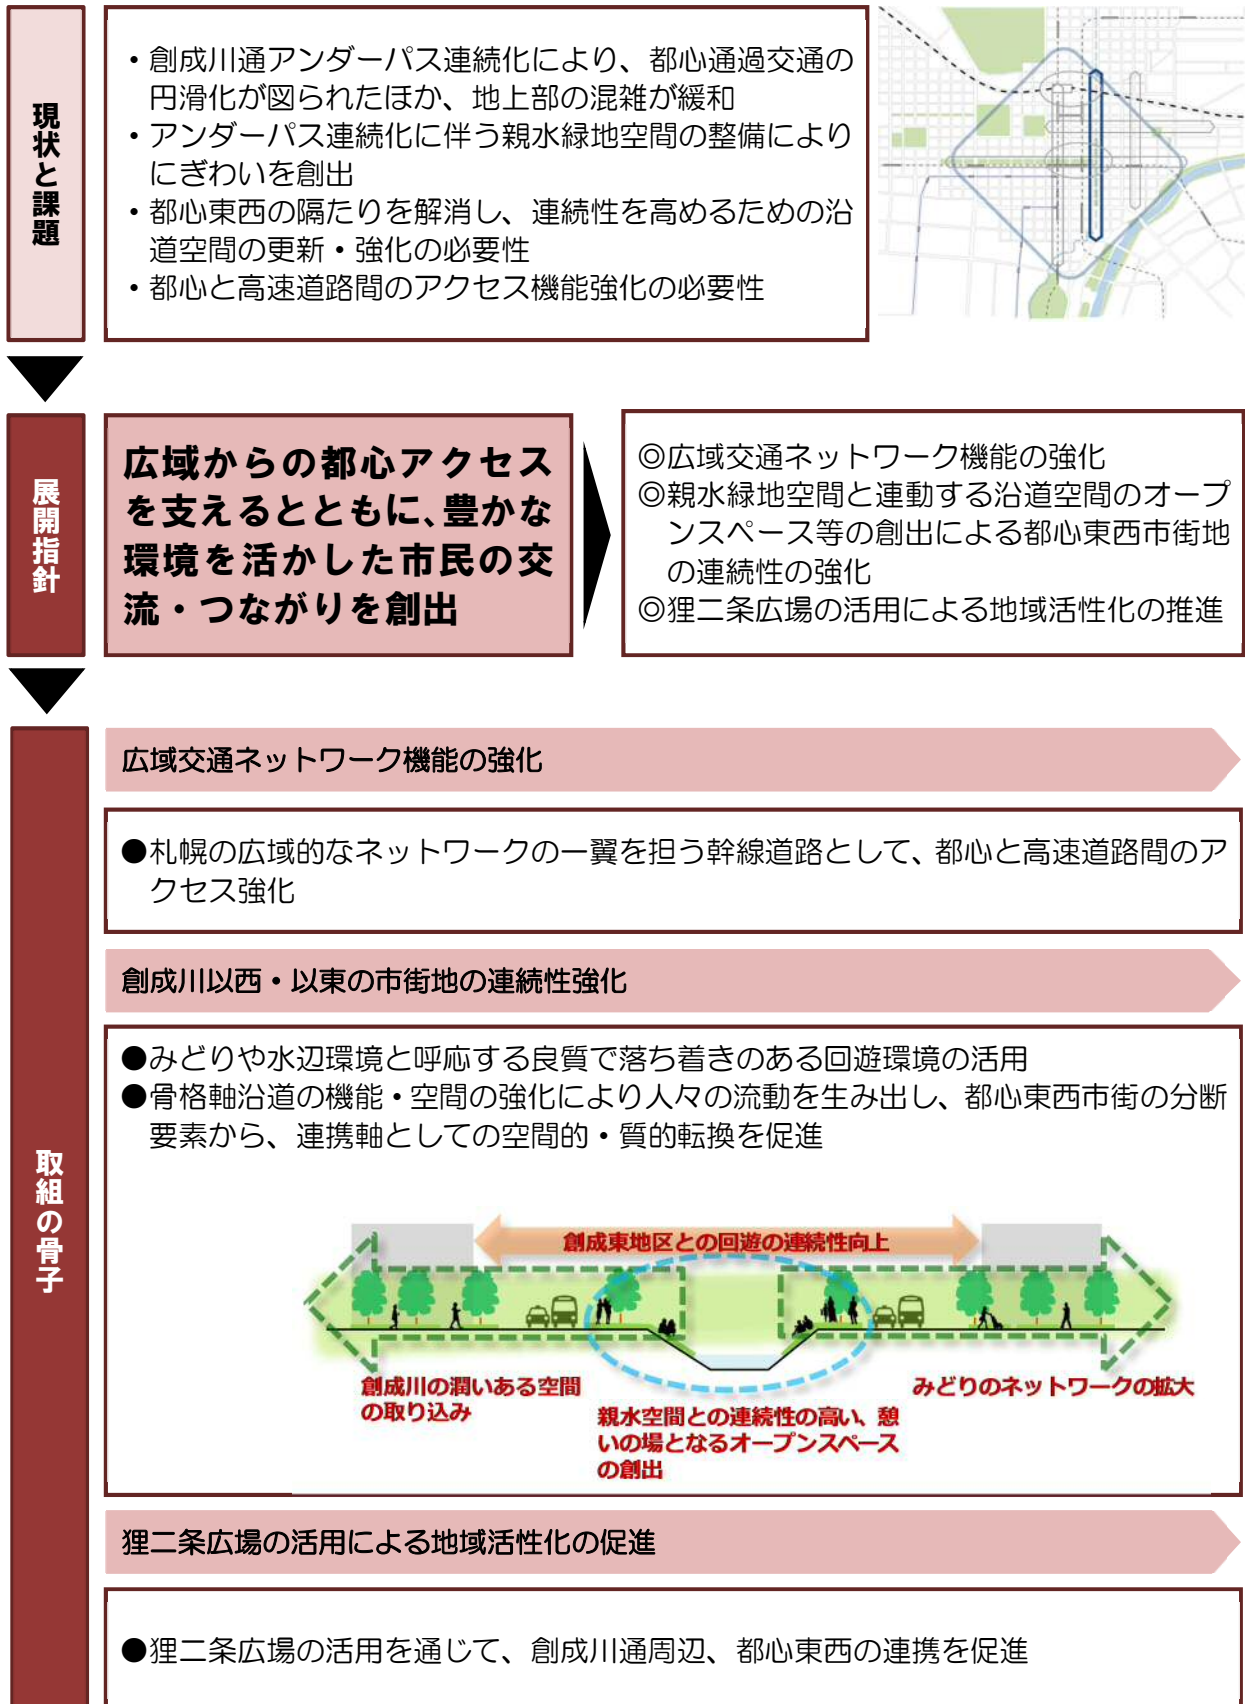 現状と課題
・創成川通アンダーパス連続化により、都心通過交通の
円滑化が図られたほか、地上部の混雑が緩和
・アンダーパス連続化に伴う親水緑地空間の整備により
にぎわいを創出
・都心東西の隔たりを解消し、連続性を高めるための沿
道空間の更新・強化の必要性
・都心と高速道路間のアクセス機能強化の必要性
展開指針
広域からの都心アクセス
を支えるとともに、豊かな
環境を活かした市民の交
流・つながりを創出
◎広域交通ネットワーク機能の強化
◎親水緑地空間と連動する沿道空間のオープ
ンスペース等の創出による都心東西市街地
の連続性の強化
◎狸二条広場の活用による地域活性化の推進
取組の骨子
広域交通ネットワーク機能の強化
●札幌の広域的なネットワークの一翼を担う幹線道路として、都心と高速道路間のア
クセス強化
創成川以西・以東の市街地の連続性強化
●みどりや水辺環境と呼応する良質で落ち着きのある回遊環境の活用
●骨格軸沿道の機能・空間の強化により人々の流動を生み出し、都心東西市街の分断
要素から、連携軸としての空間的・質的転換を促進
創成東地区との回遊の連続性向上
創成川の潤いある空間
の取り込み
親水空間との連続性の高い、憩
いの場となるオープンスペース
の創出
みどりのネットワークの拡大
狸二条広場の活用による地域活性化の促進
●狸二条広場の活用を通じて、創成川通周辺、都心東西の連携を促進